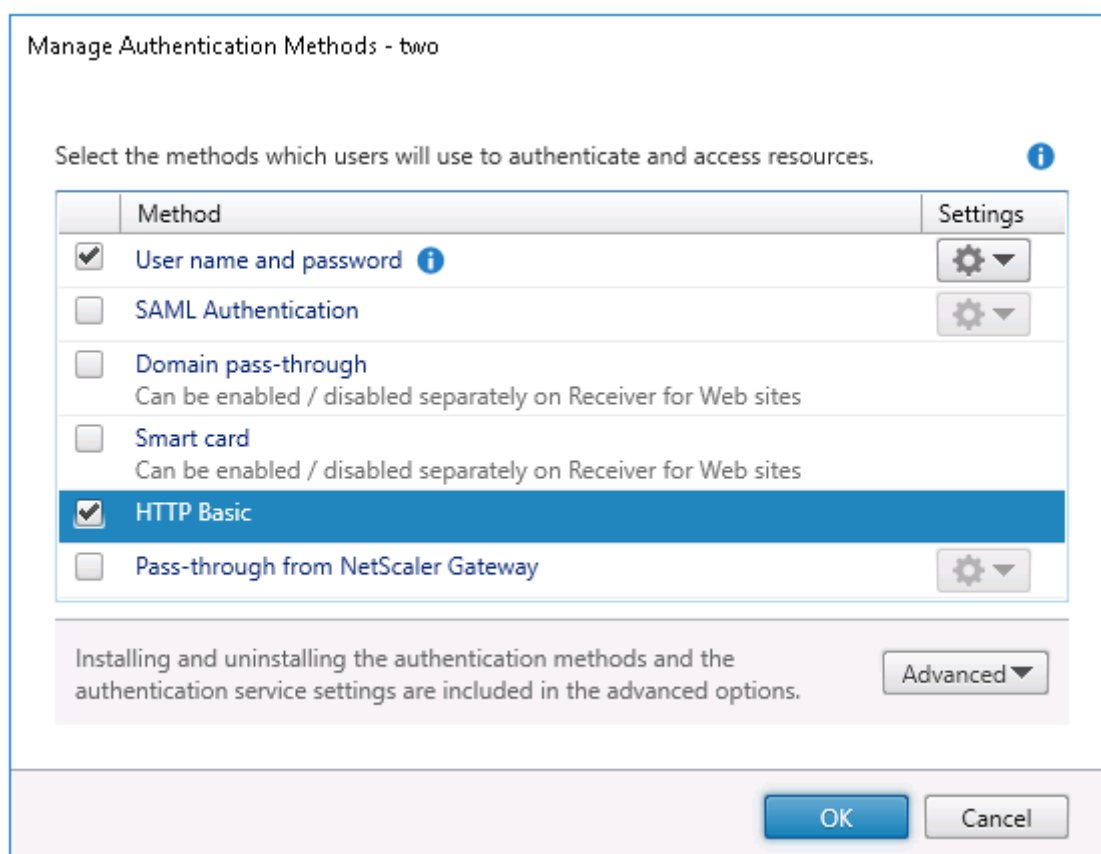 Manage Authentication Methods - two
Select the methods which users will use to authenticate and access resources.
Method Settings
User name and password
SAML Authentication
Domain pass-through
Can be enabled / disabled separately on Receiver for Web sites
Smart card
Can be enabled / disabled separately on Receiver for Web sites
HTTP Basic
Pass-through from NetScaler Gateway
Installing and uninstalling the authentication methods and the
authentication service settings are included in the advanced options.
Advanced
OK Cancel